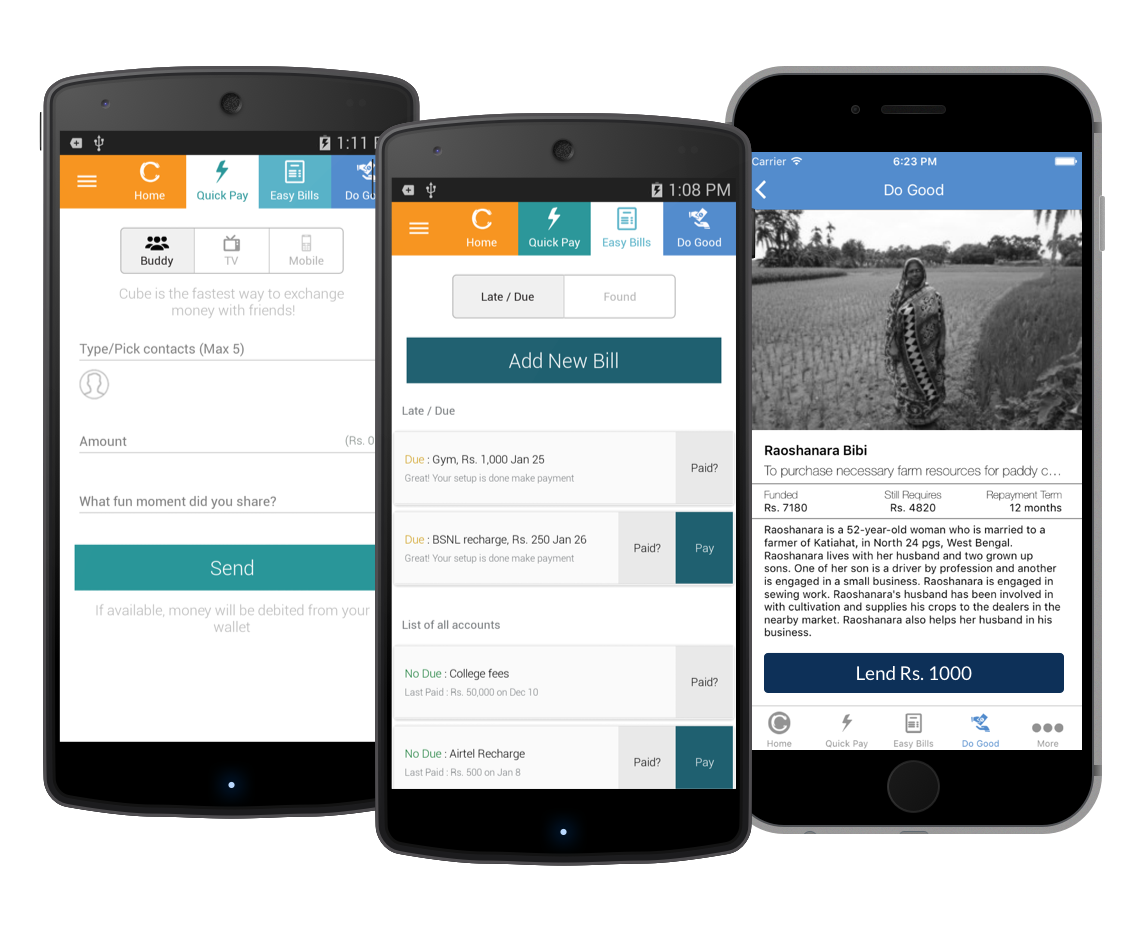 1:11
Home
Quick Pay
Easy Bills
Buddy
TV
Mobile
Cube is the fastest way to exchange
money with friends!
Type/Pick contacts (Max 5)
Amount
(Rs. 0
What fun moment did you share?
Send
If available, money will be debited from your
wallet
1:08 PM
Home
Quick Pay
Easy Bills
Do Good
Late / Due
Found
Add New Bill
Late / Due
Due : Gym, Rs. 1,000 Jan 25
Great! Your setup is done make payment
Paid?
Due : BSNL recharge, Rs. 250 Jan 26
Great! Your setup is done make payment
Paid?
Pay
List of all accounts
No Due : College fees
Last Paid : Rs. 50,000 on Dec 10
Paid?
No Due : Airtel Recharge
Last Paid : Rs. 500 on Jan 8
Paid?
Pay
Carrier
6:23 PM
Do Good
Raoshanara Bibi
To purchase necessary farm resources for paddy c...
Funded
Still Requires
Repayment Term
Rs. 7180
Rs. 4820
12 months
Raoshanara is a 52-year-old woman who is married to a
farmer of Katiahat, in North 24 pgs, West Bengal.
Raoshanara lives with her husband and two grown up
sons. One of her son is a driver by profession and another
is engaged in a small business. Raoshanara is engaged in
sewing work. Raoshanara's husband has been involved in
with cultivation and supplies his crops to the dealers in the
nearby market. Raoshanara also helps her husband in his
business.
Lend Rs. 1000
Home
Quick Pay
Easy Bills
Do Good
More